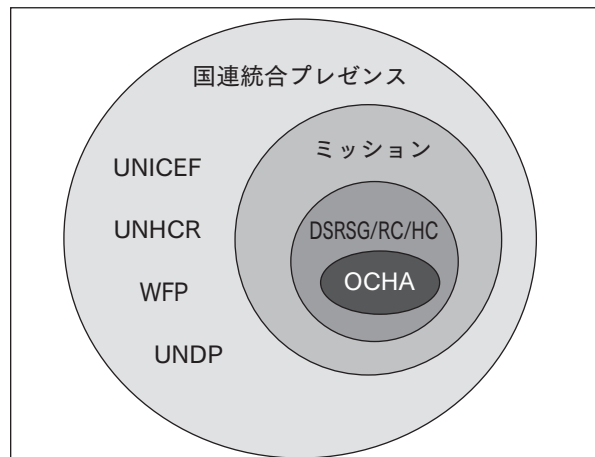 国連統合プレゼンス
ミッション
UNICEF
UNHCR
DSRSG/RC/HC
OCHA
WFP
UNDP